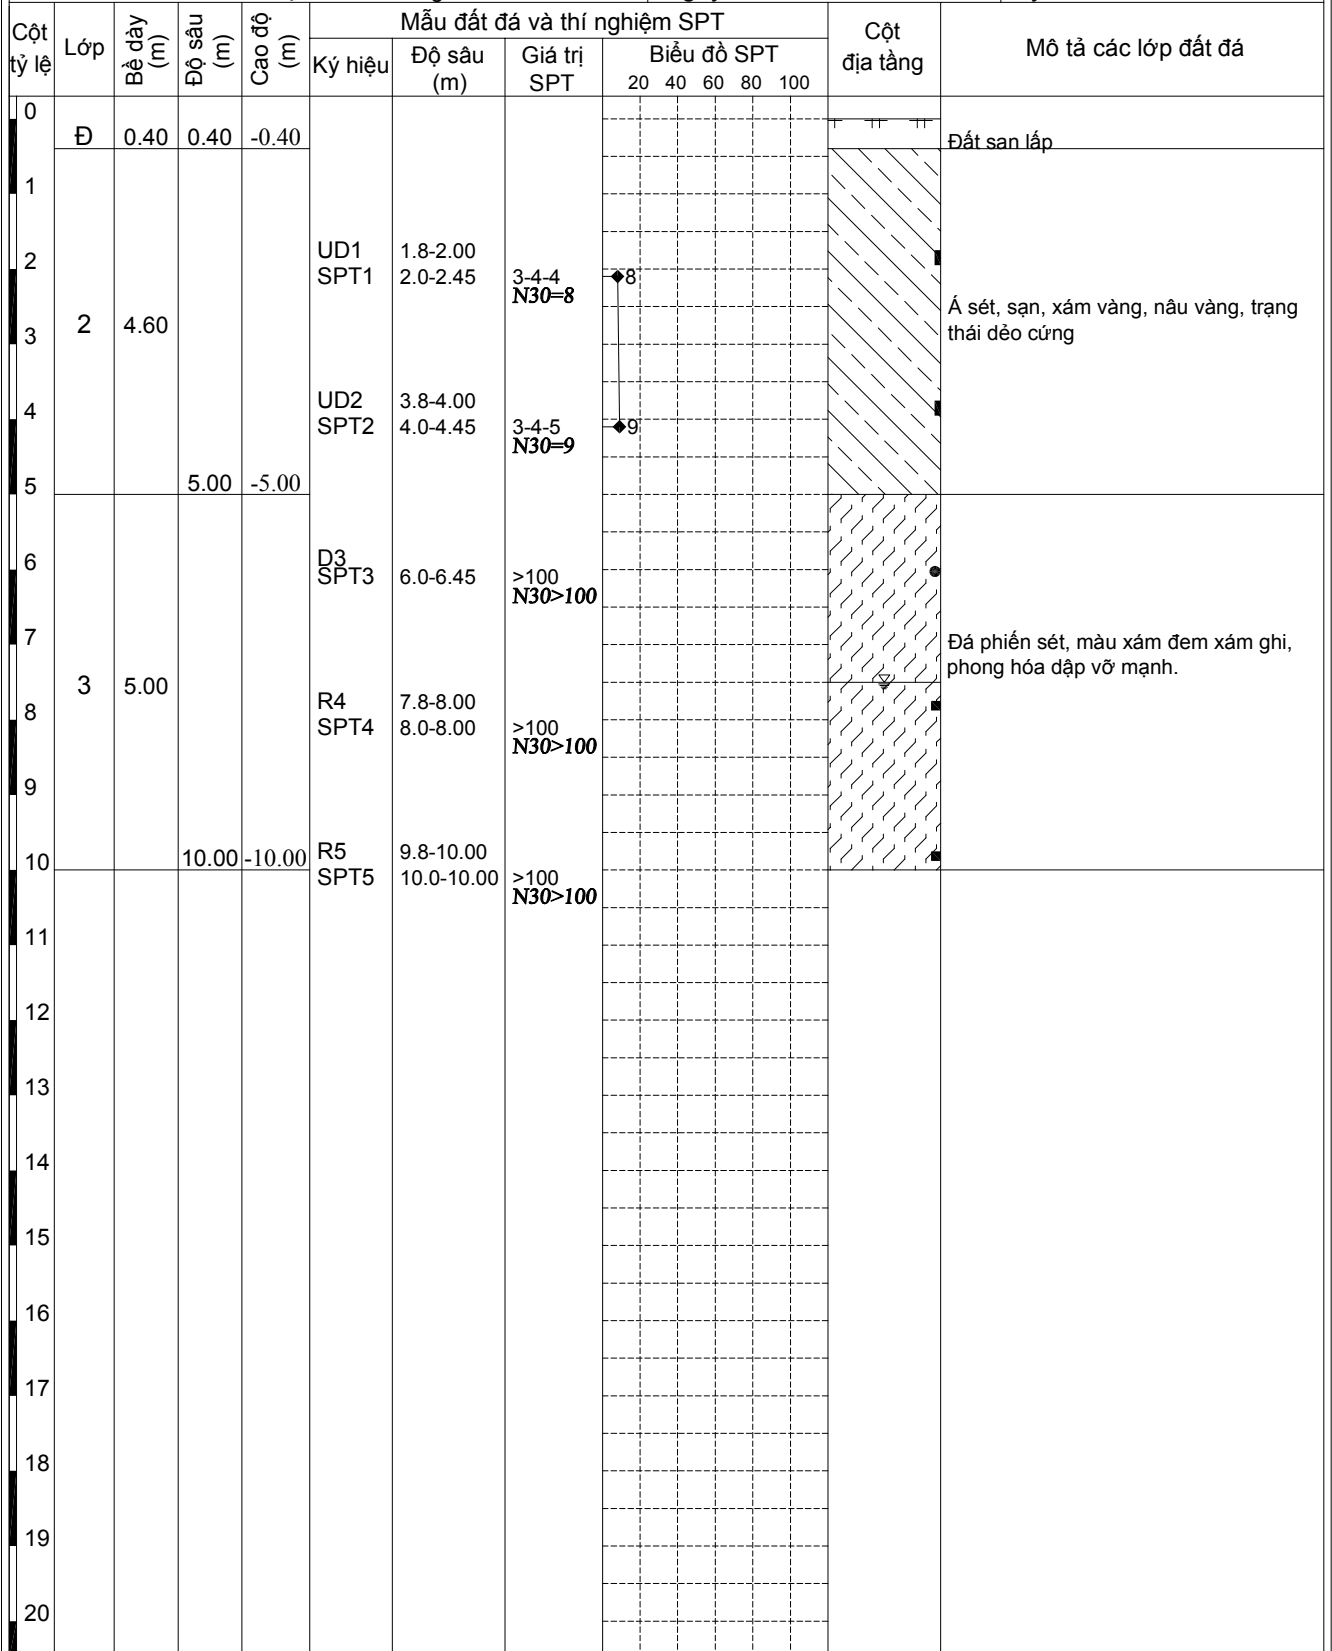 Cột tỷ lệ
Lớp
Bề dày (m)
Độ sâu (m)
Cao độ (m)
Mẫu đất đá và thí nghiệm SPT
Ký hiệu
Độ sâu (m)
Giá trị SPT
Biểu đồ SPT
20 40 60 80 100
Cột địa tầng
Mô tả các lớp đất đá
0
Đ 0.40 0.40 -0.40
Đất san lấp
1
UD1 1.8-2.00
2
SPT1 2.0-2.45 3-4-4 8
N30=8
Á sét, sạn, xám vàng, nâu vàng, trạng
2 4.60
thái dẻo cứng
3
UD2 3.8-4.00
4
SPT2 4.0-4.45 3-4-5 9
N30=9
5 5.00 -5.00
D3
6
SPT3 6.0-6.45 >100
N30>100
7
Đá phiến sét, màu xám đem xám ghi,
phong hóa dập vỡ mạnh.
3 5.00
R4 7.8-8.00
8
SPT4 8.0-8.00 >100
N30>100
9
R5 9.8-10.00
10 10.00 -10.00
SPT5 10.0-10.00 >100
N30>100
11
12
13
14
15
16
17
18
19
20